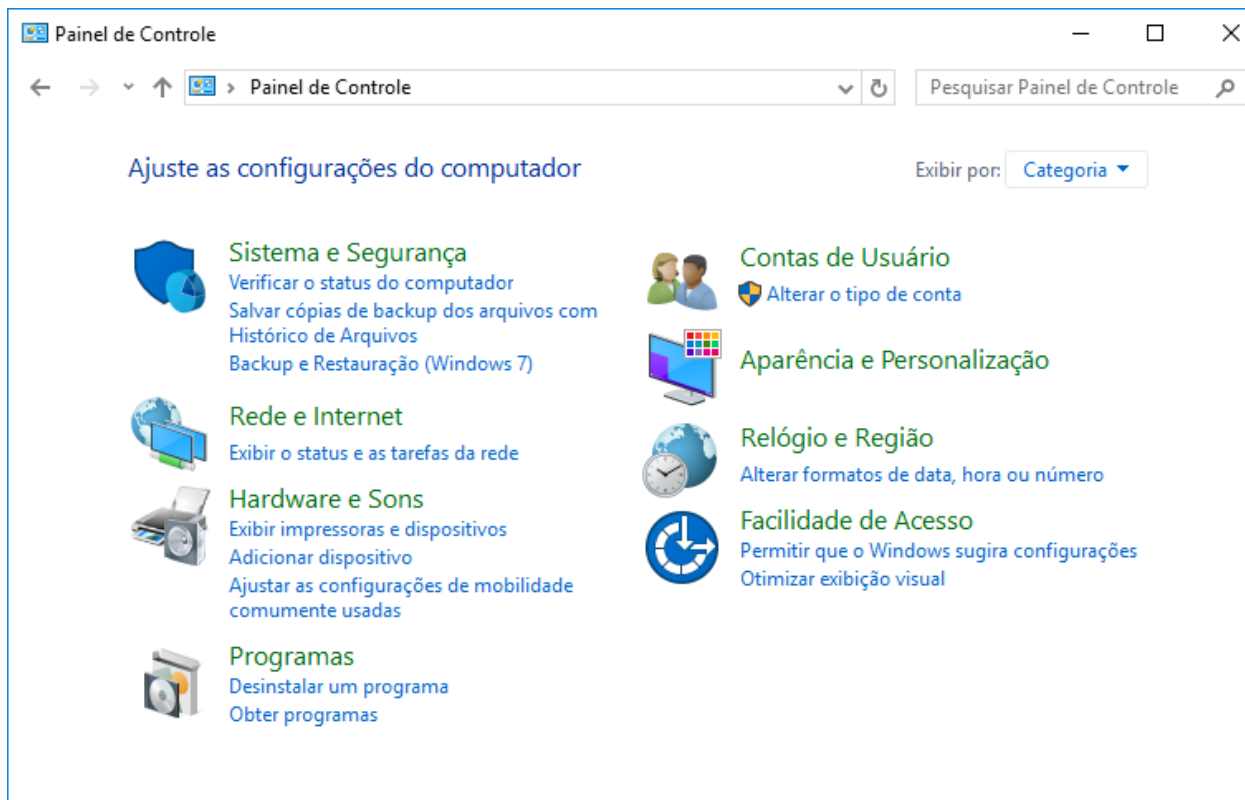 Painel de Controle
Painel de Controle
Pesquisar Painel de Controle
Ajuste as configurações do computador
Exibir por:
Categoria
Sistema e Segurança
Verificar o status do computador
Salvar cópias de backup dos arquivos com
Histórico de Arquivos
Backup e Restauração (Windows 7)
Rede e Internet
Exibir o status e as tarefas da rede
Hardware e Sons
Exibir impressoras e dispositivos
Adicionar dispositivo
Ajustar as configurações de mobilidade
comumente usadas
Programas
Desinstalar um programa
Obter programas
Contas de Usuário
Alterar o tipo de conta
Aparência e Personalização
Relógio e Região
Alterar formatos de data, hora ou número
Facilidade de Acesso
Permitir que o Windows sugira configurações
Otimizar exibição visual